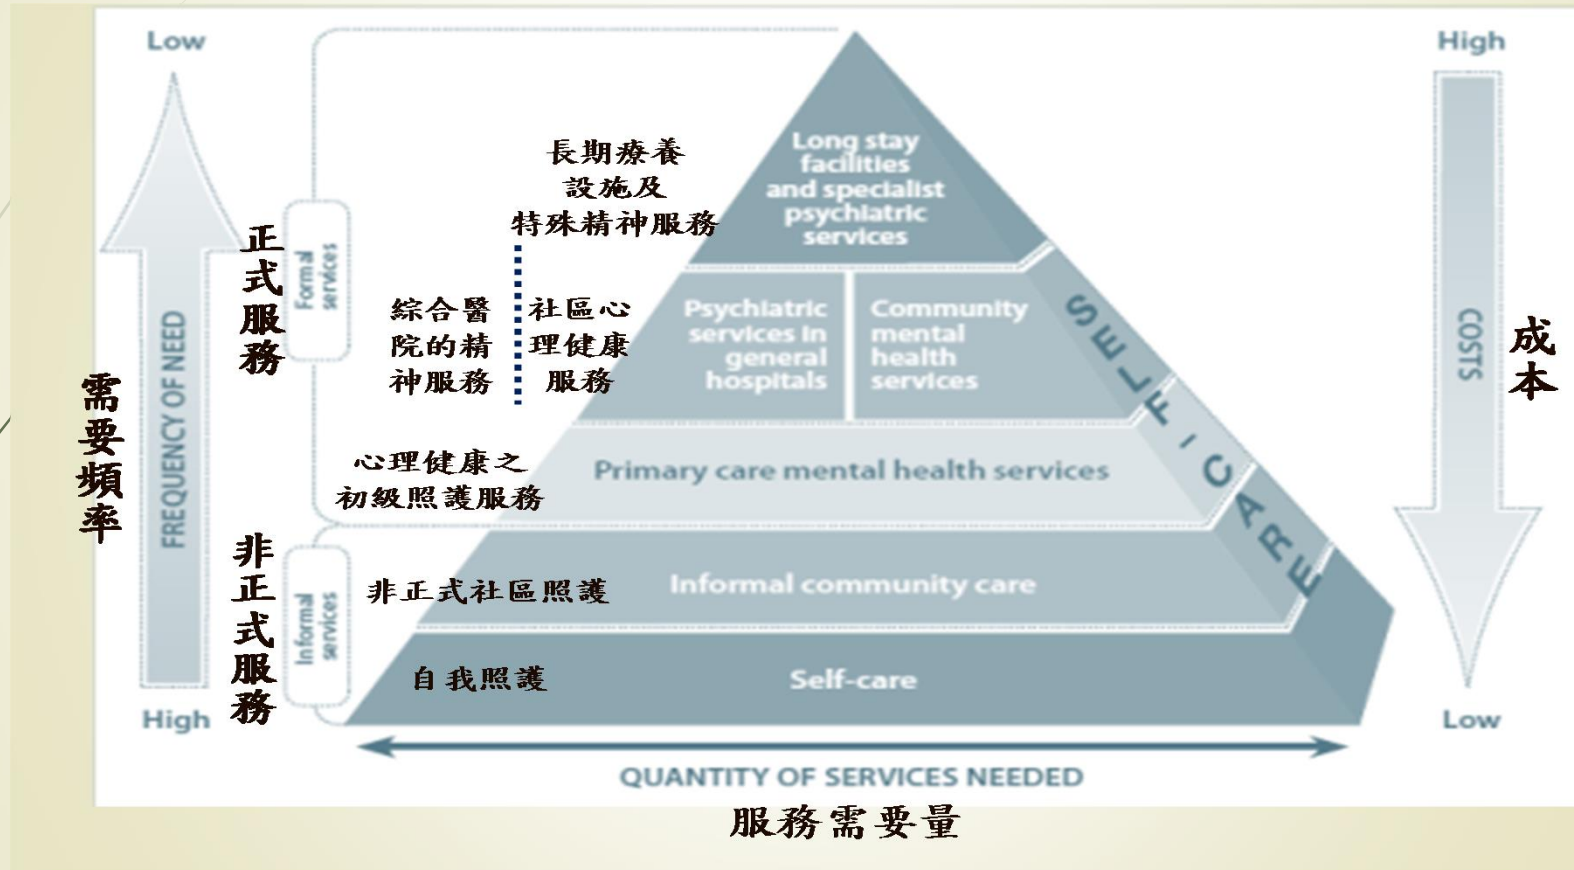 Low
High
長期療養
設施及
特殊精神服務
Long stay
facilities
and specialist
psychiatric
services
正式服務
Formal
services
綜合醫
院的精
神服務
社區心
理健康
服務
Psychiatric
services in
general
hospitals
Community
mental
health
services
SELF-CARE
FREQUENCY OF NEED
需要頻率
COSTS
成本
心理健康之
初級照護服務
Primary care mental health services
非正式服務
Informal
services
非正式社區照護
Informal community care
自我照護
Self-care
High
Low
QUANTITY OF SERVICES NEEDED
服務需要量